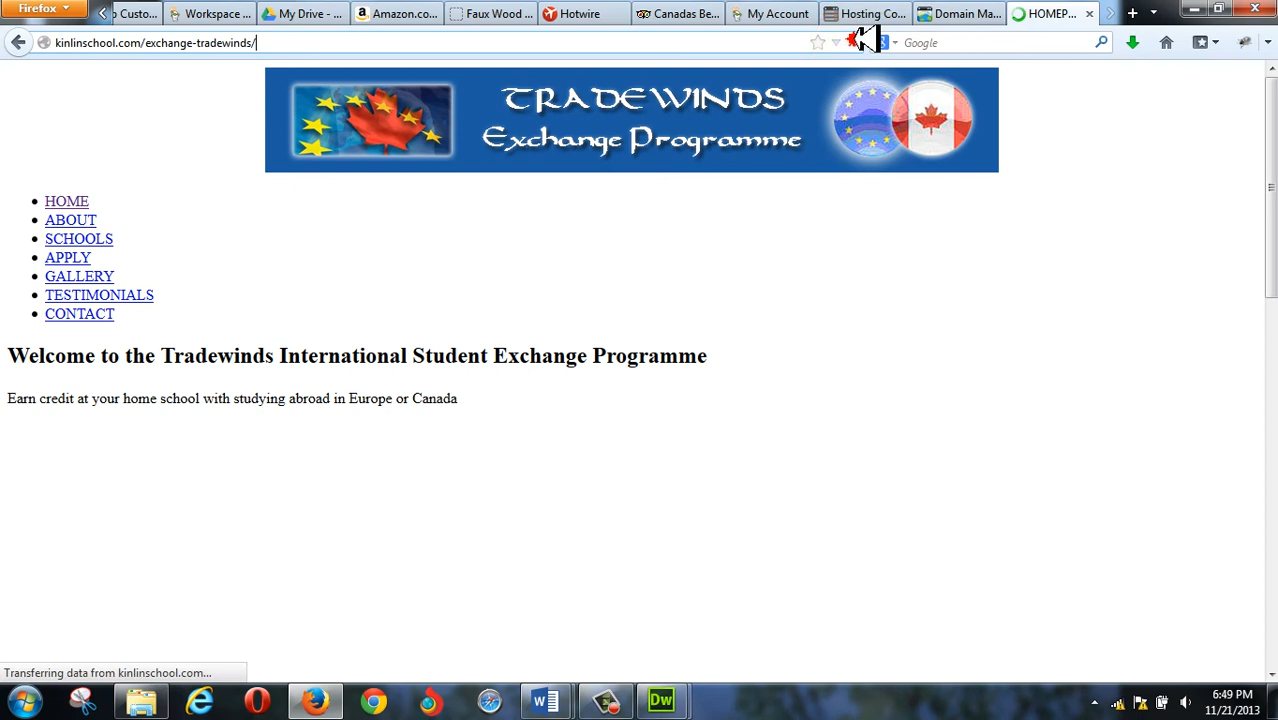 Firefox
p Custo...
Workspace ...
My Drive - ...
Amazon.co...
Faux Wood ...
Hotwire
Canadas Be...
My Account
Hosting Co...
Domain Ma...
HOMEP...
kinlinschool.com/exchange-tradewinds/
Google
TRADEWINDS
Exchange Programme
HOME
ABOUT
SCHOOLS
APPLY
GALLERY
TESTIMONIALS
CONTACT
Welcome to the Tradewinds International Student Exchange Programme
Earn credit at your home school with studying abroad in Europe or Canada
Transferring data from kinlinschool.com...
Dw
6:49 PM
11/21/2013